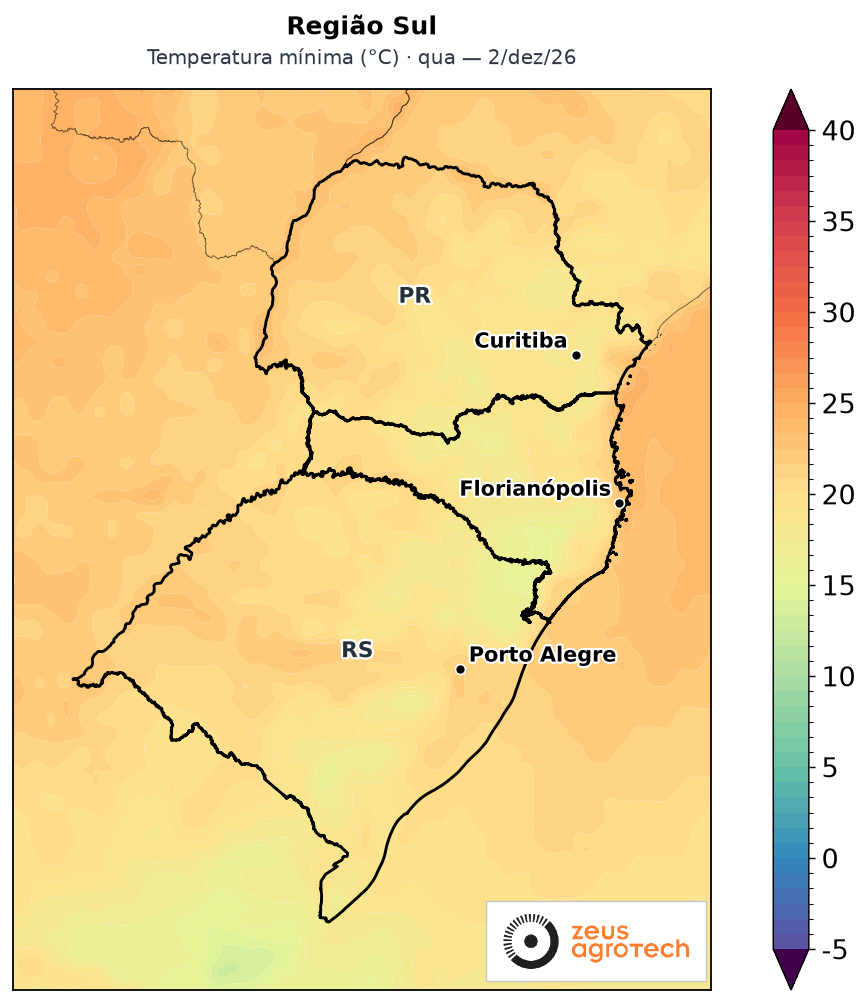 Região Sul
Temperatura mínima (°C) · qua — 2/dez/26
PR
Curitiba
Florianópolis
RS
Porto Alegre
40
35
30
25
20
15
10
5
0
-5
zeus
agrotech